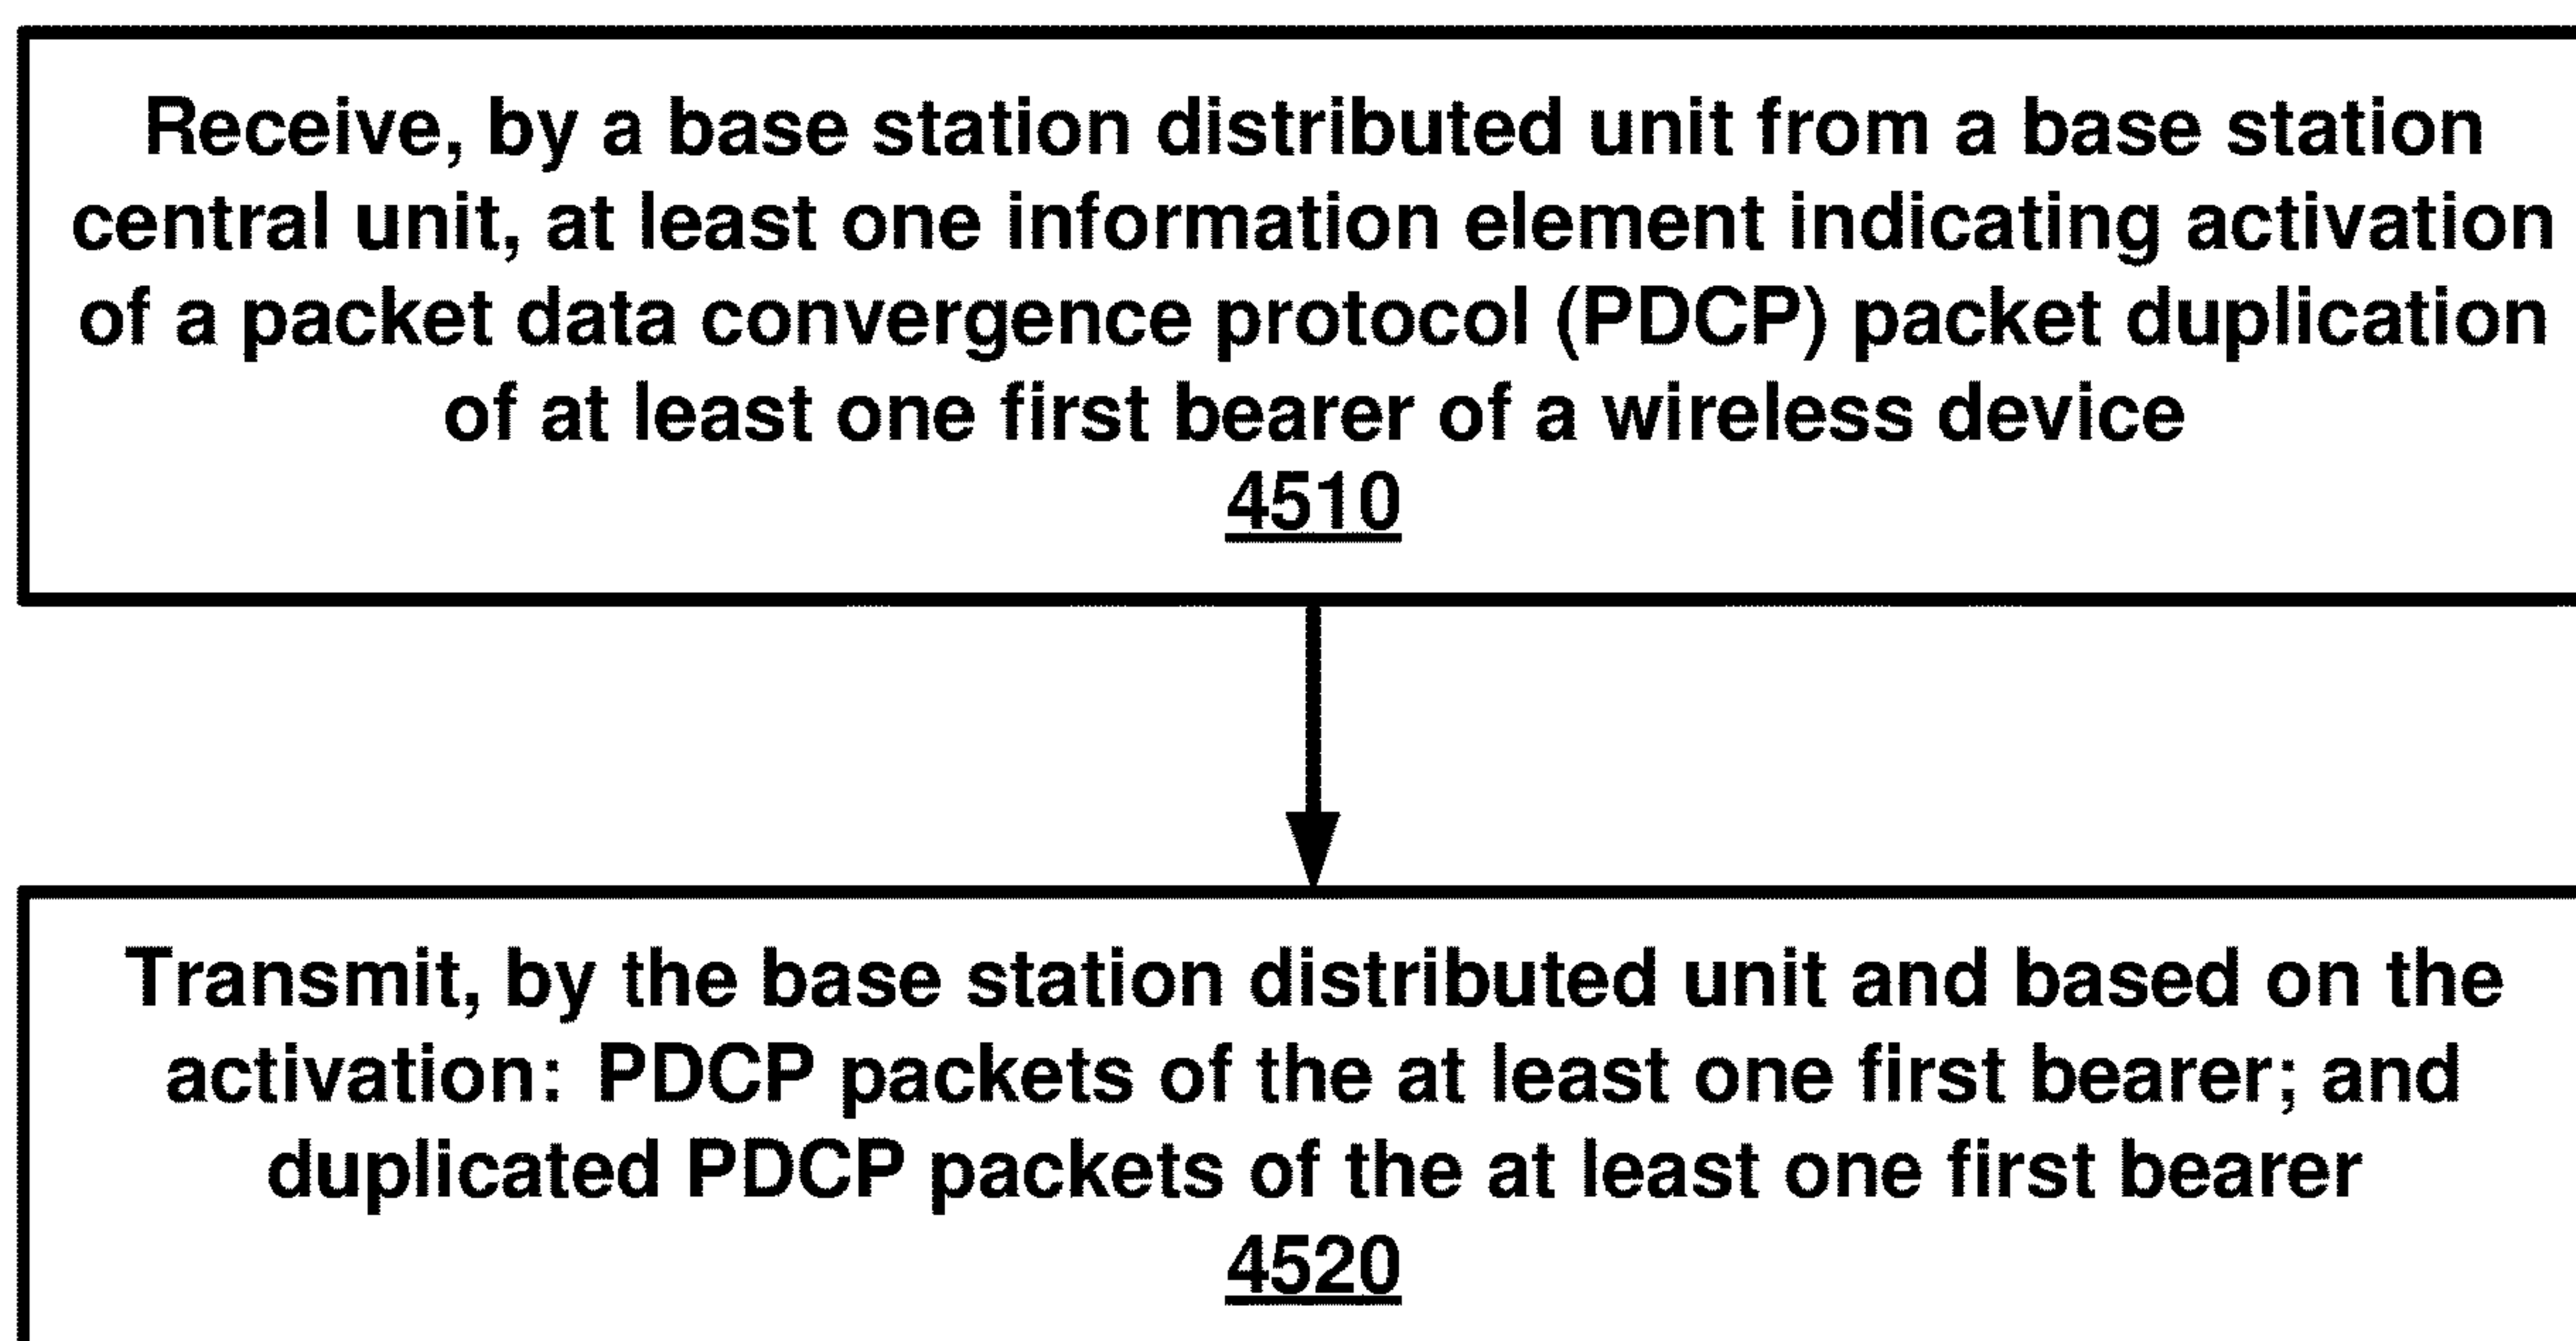 Receive, by a base station distributed unit from a base station
central unit, at least one information element indicating activation
of a packet data convergence protocol (PDCP) packet duplication
of at least one first bearer of a wireless device
4510
Transmit, by the base station distributed unit and based on the
activation: PDCP packets of the at least one first bearer; and
duplicated PDCP packets of the at least one first bearer
4520